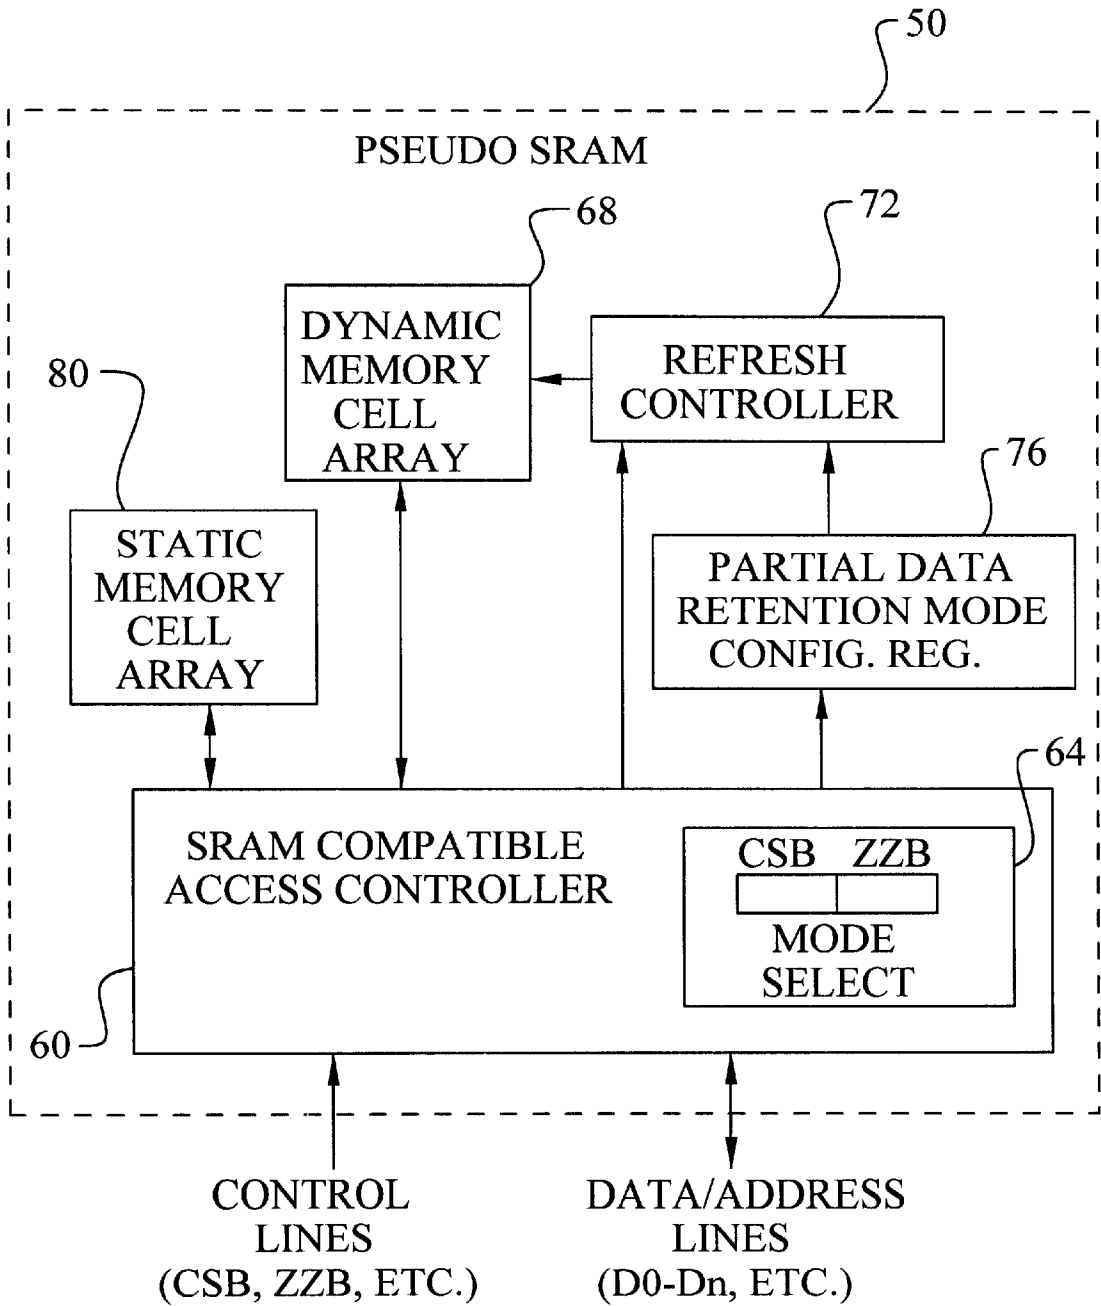 50
PSEUDO SRAM
68
72
DYNAMIC
MEMORY
CELL
ARRAY
REFRESH
CONTROLLER
80
76
STATIC
MEMORY
CELL
ARRAY
PARTIAL DATA
RETENTION MODE
CONFIG. REG.
64
SRAM COMPATIBLE
ACCESS CONTROLLER
CSB ZZB
MODE
SELECT
60
CONTROL
LINES
(CSB, ZZB, ETC.)
DATA/ADDRESS
LINES
(D0-Dn, ETC.)